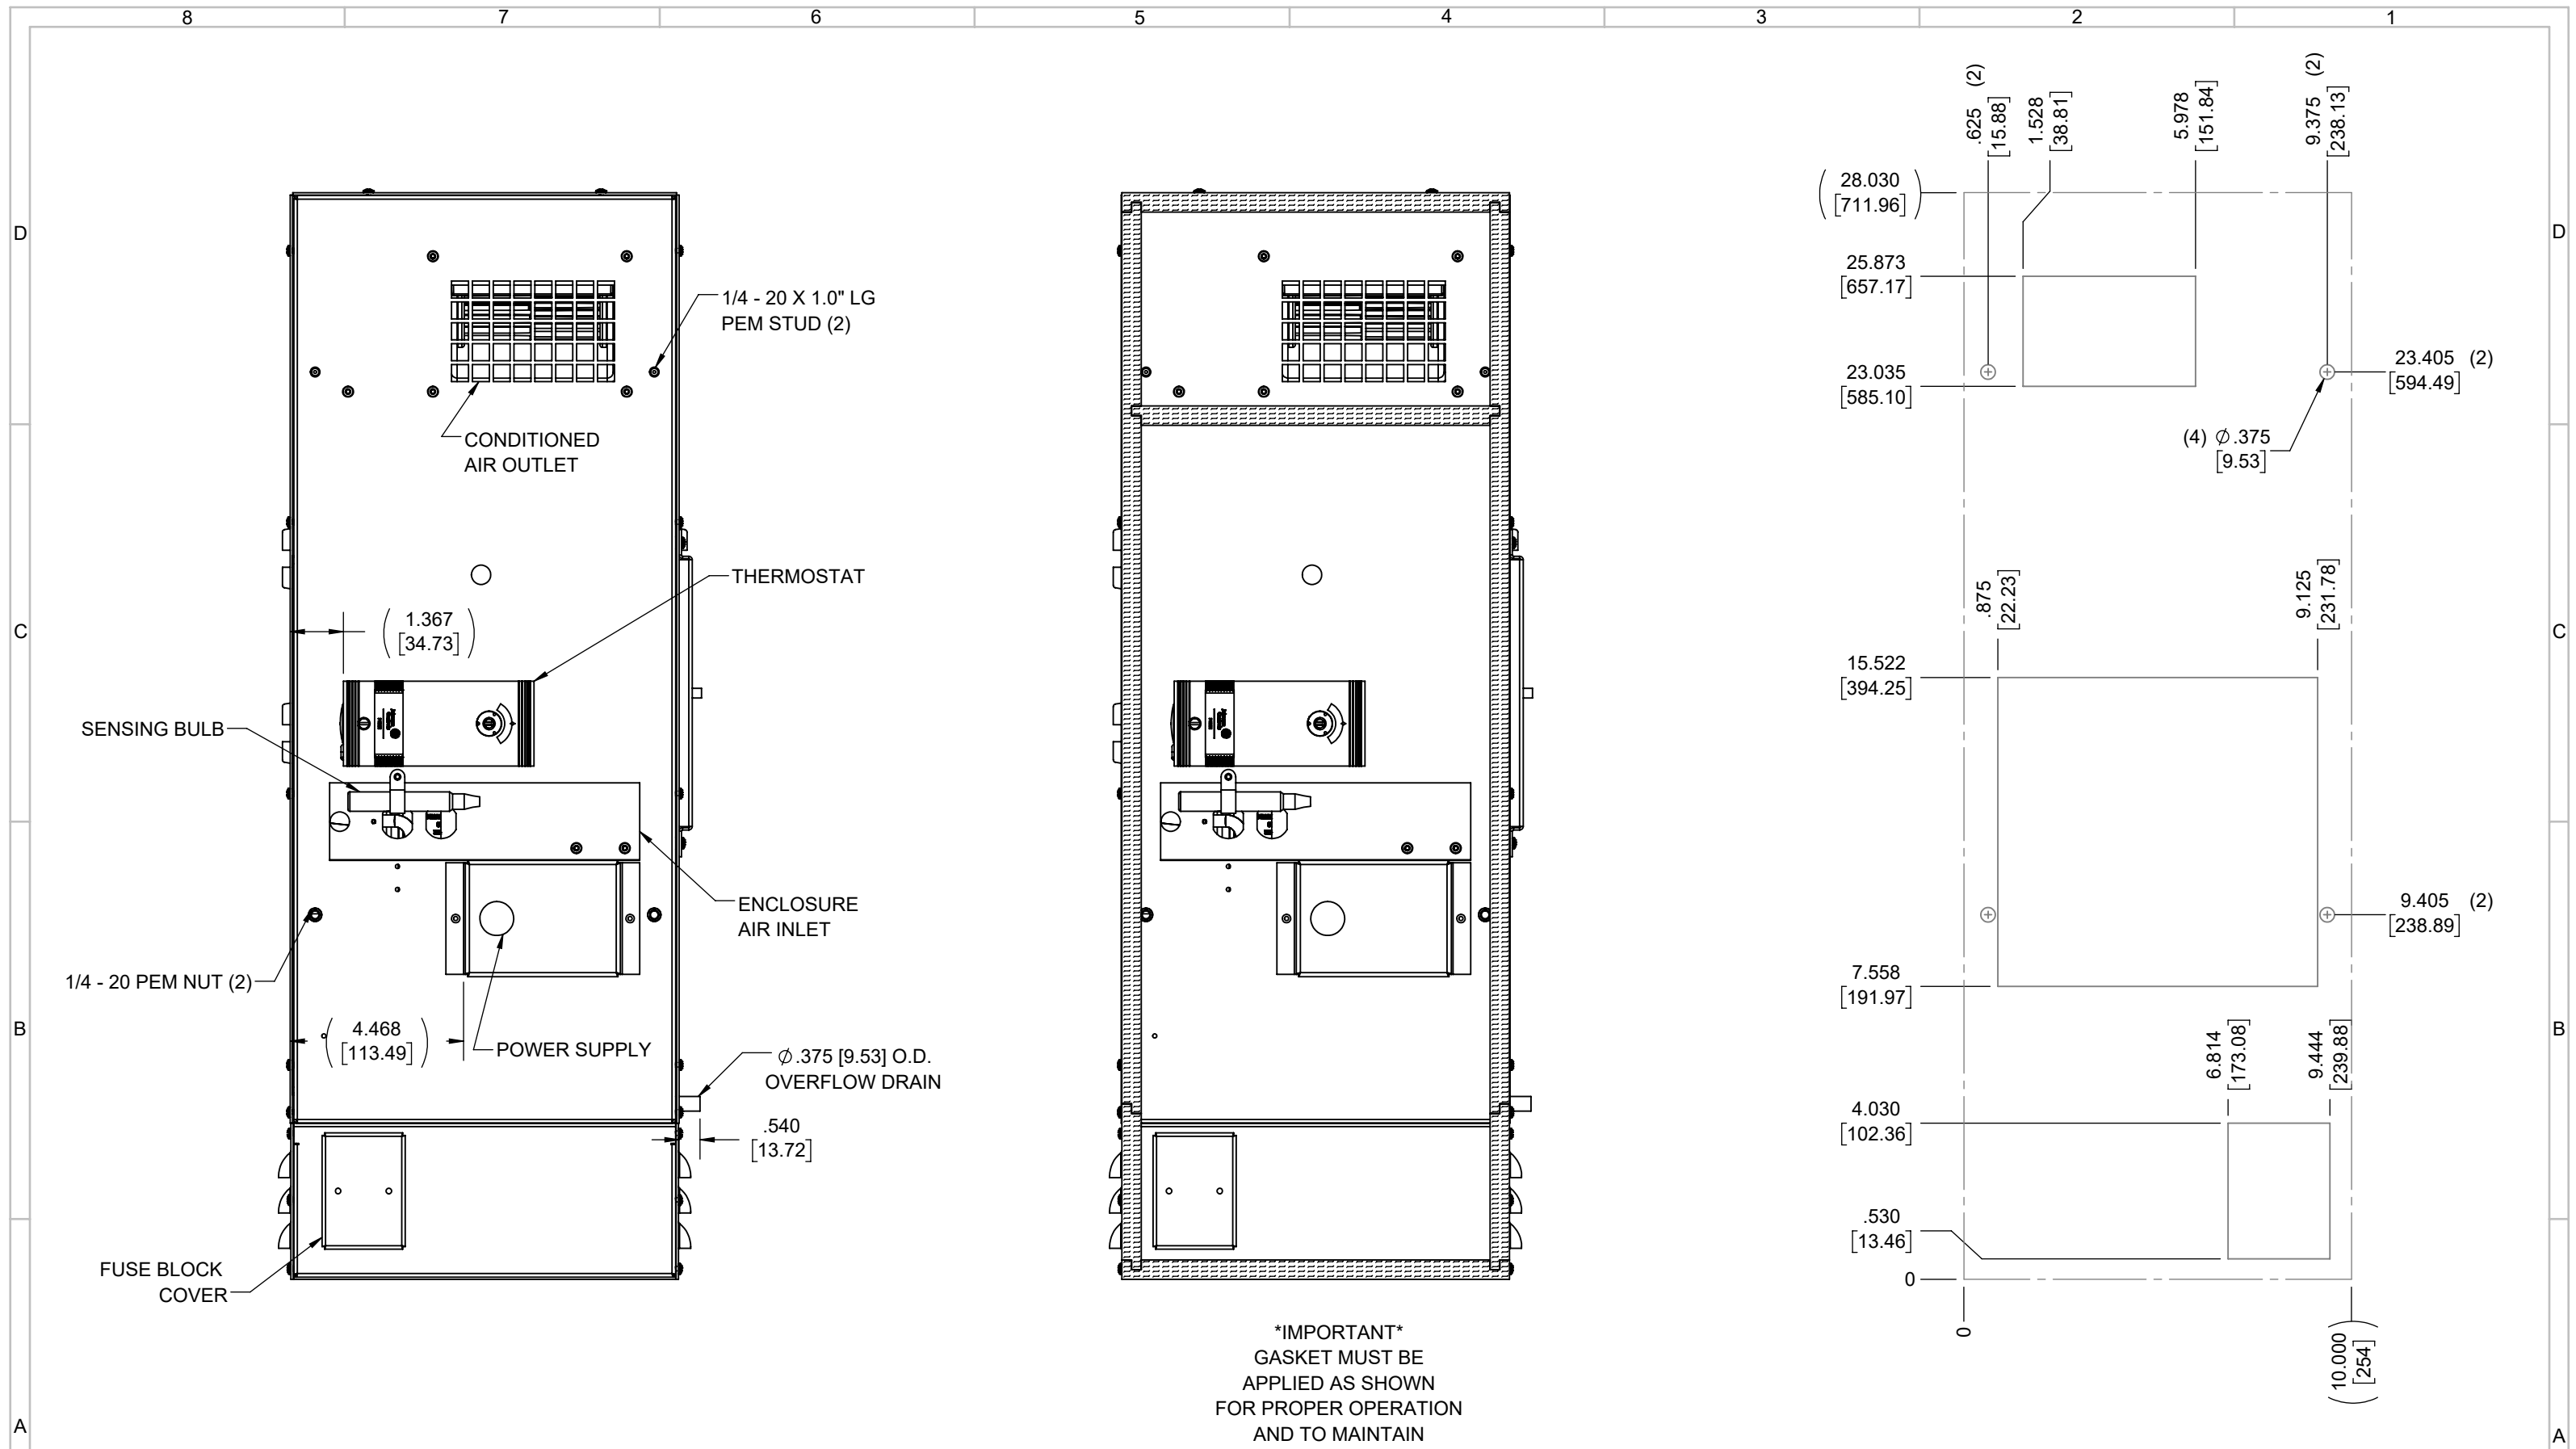 8 7 6 5 4 3 2 1
D
C
B
A
1/4 - 20 X 1.0" LG
PEM STUD (2)
CONDITIONED
AIR OUTLET
THERMOSTAT
1.367
[34.73]
SENSING BULB
ENCLOSURE
AIR INLET
1/4 - 20 PEM NUT (2)
4.468
[113.49]
POWER SUPPLY
∅.375 [9.53] O.D.
OVERFLOW DRAIN
.540
[13.72]
FUSE BLOCK
COVER
*IMPORTANT*
GASKET MUST BE
APPLIED AS SHOWN
FOR PROPER OPERATION
AND TO MAINTAIN
.625 (2)
[15.88]
1.528
[38.81]
5.978
[151.84]
9.375 (2)
[238.13]
(28.030)
[711.96]
25.873
[657.17]
23.035
[585.10]
23.405 (2)
[594.49]
(4) ∅.375
[9.53]
.875
[22.23]
9.125
[231.78]
15.522
[394.25]
9.405 (2)
[238.89]
7.558
[191.97]
6.814
[173.08]
9.444
[239.88]
4.030
[102.36]
.530
[13.46]
0
0
(10.000)
[254]
D
C
B
A